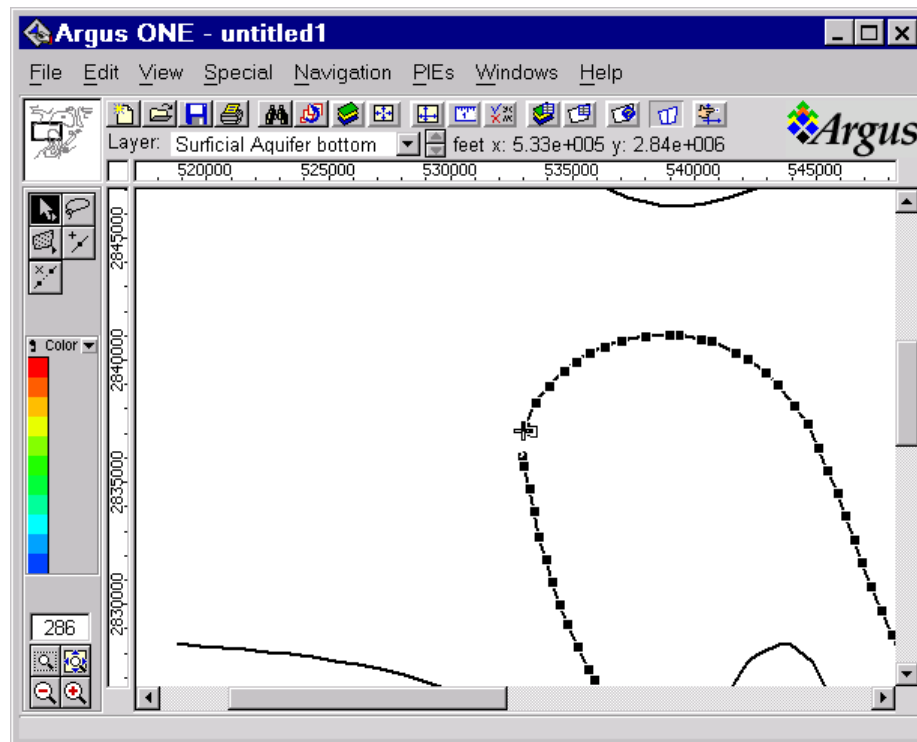 Argus ONE - untitled1
File Edit View Special Navigation PIEs Windows Help
Argus
Layer: Surficial Aquifer bottom feet x: 5.33e+005 y: 2.84e+006
520000 525000 530000 535000 540000 545000
2845000
2840000
2835000
2830000
Color
286